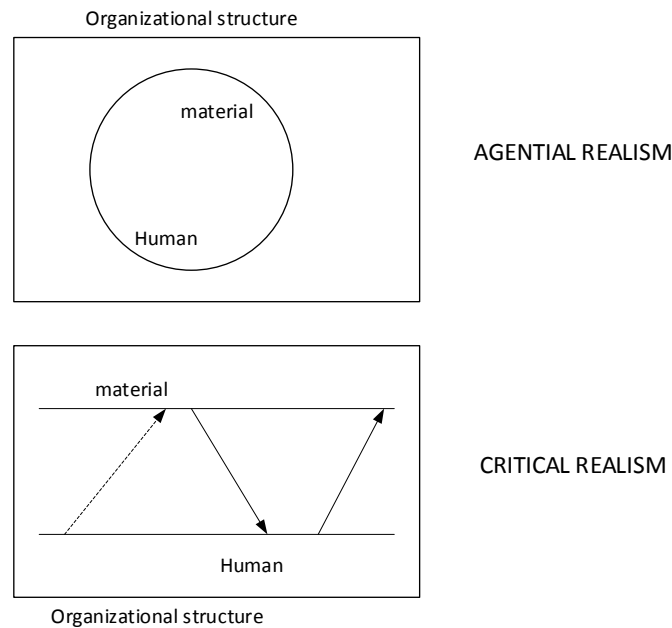 Organizational structure
material
AGENTIAL REALISM
Human
material
CRITICAL REALISM
Human
Organizational structure